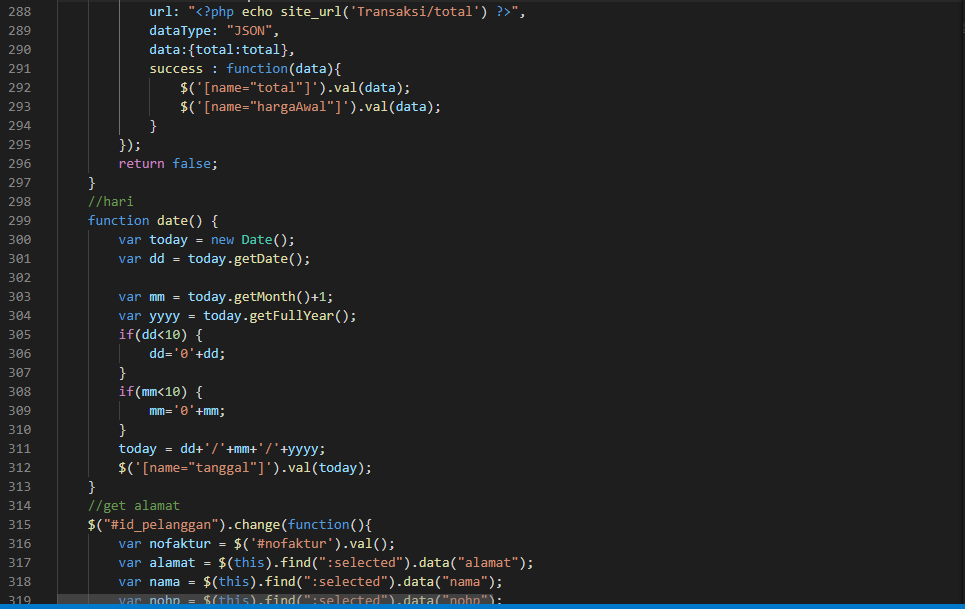 288 url: "<?php echo site_url('Transaksi/total') ?>",
289 dataType: "JSON",
290 data:{total:total},
291 success : function(data){
292 $('[name="total"]').val(data);
293 $('[name="hargaAwal"]').val(data);
294 }
295 });
296 return false;
297 }
298 //hari
299 function date() {
300 var today = new Date();
301 var dd = today.getDate();
302
303 var mm = today.getMonth()+1;
304 var yyyy = today.getFullYear();
305 if(dd<10) {
306 dd='0'+dd;
307 }
308 if(mm<10) {
309 mm='0'+mm;
310 }
311 today = dd+'/'+mm+'/'+yyyy;
312 $('[name="tanggal"]').val(today);
313 }
314 //get alamat
315 $("#id_pelanggan").change(function(){
316 var nofaktur = $('#nofaktur').val();
317 var alamat = $(this).find(":selected").data("alamat");
318 var nama = $(this).find(":selected").data("nama");
319 var nohp = $(this).find(":selected").data("nohp");